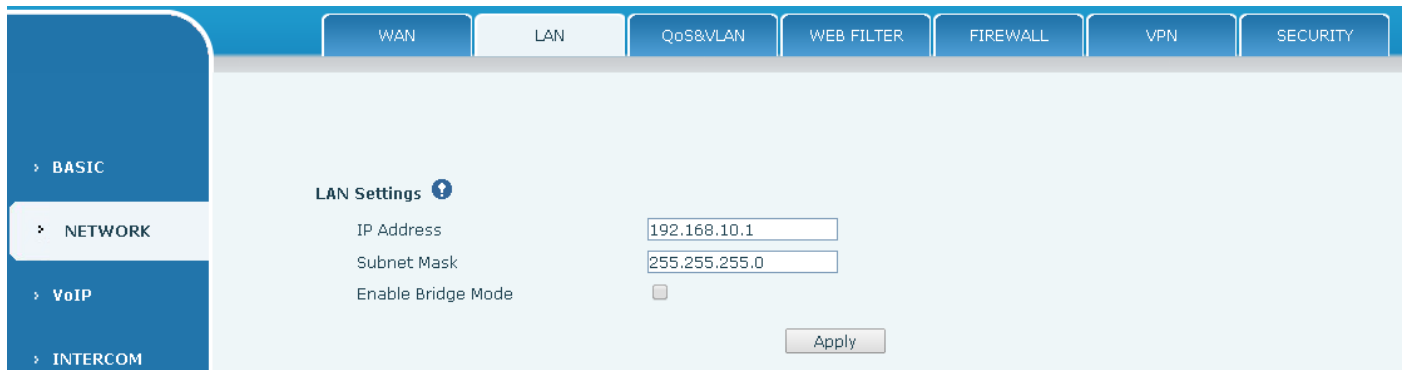 WAN LAN QoS&VLAN WEB FILTER FIREWALL VPN SECURITY
BASIC
NETWORK
VoIP
INTERCOM
LAN Settings
IP Address 192.168.10.1
Subnet Mask 255.255.255.0
Enable Bridge Mode
Apply